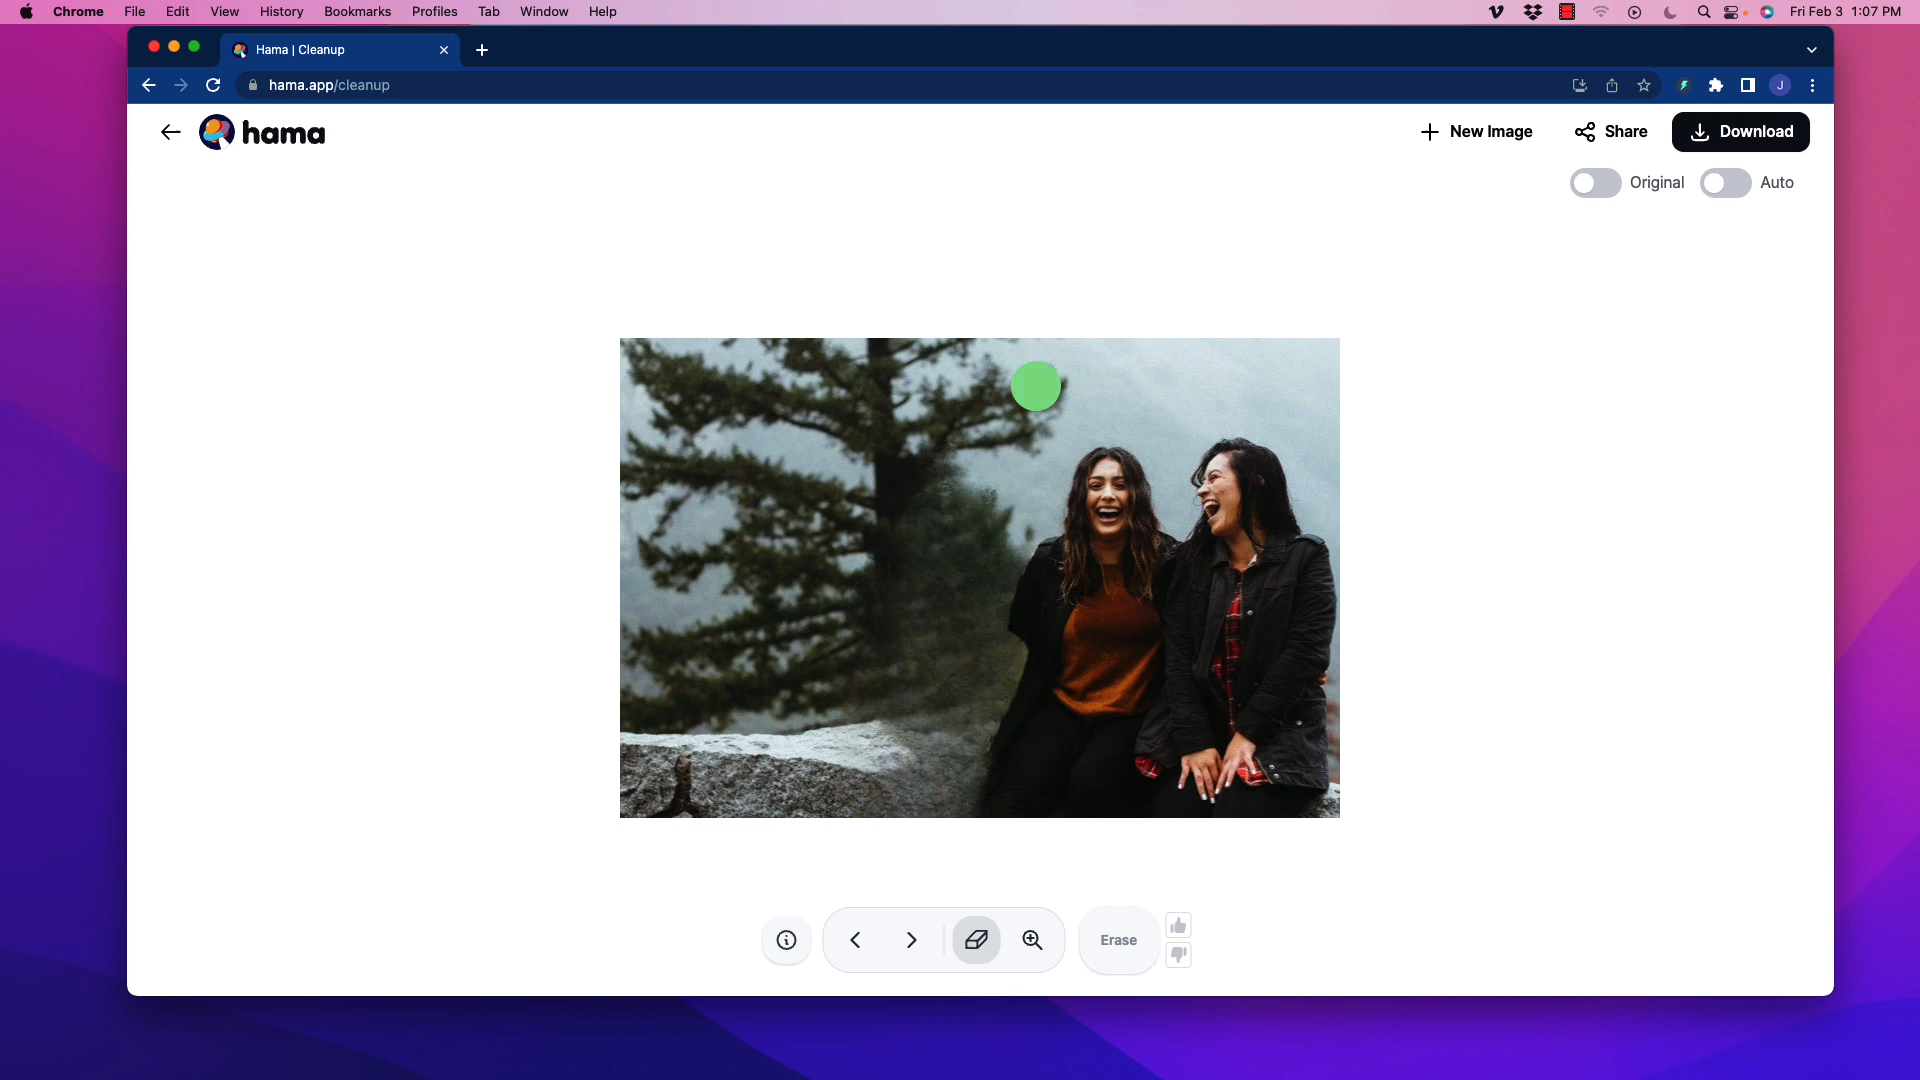 Chrome File Edit View History Bookmarks Profiles Tab Window Help Fri Feb 3 1:07 PM
Hama | Cleanup
hama.app/cleanup J
hama New Image Share Download
Original Auto
Erase